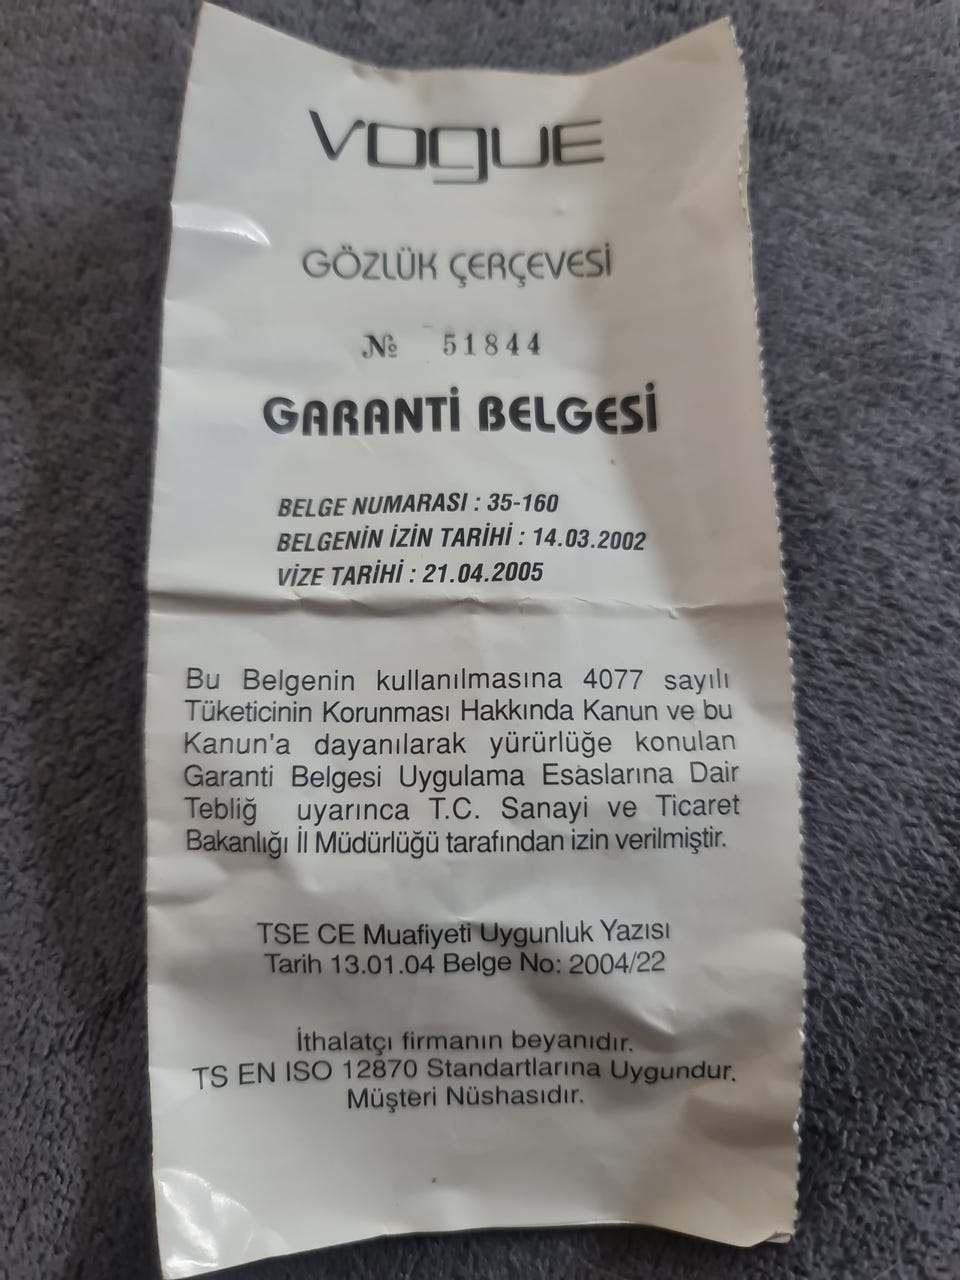 VOGUE
GÖZLÜK ÇERÇEVESİ
№ 51844
GARANTİ BELGESİ
BELGE NUMARASI : 35-160
BELGENİN İZİN TARİHİ : 14.03.2002
VİZE TARİHİ : 21.04.2005
Bu Belgenin kullanılmasına 4077 sayılı
Tüketicinin Korunması Hakkında Kanun ve bu
Kanun'a dayanılarak yürürlüğe konulan
Garanti Belgesi Uygulama Esaslarına Dair
Tebliğ uyarınca T.C. Sanayi ve Ticaret
Bakanlığı İl Müdürlüğü tarafından izin verilmiştir.
TSE CE Muafiyeti Uygunluk Yazısı
Tarih 13.01.04 Belge No: 2004/22
İthalatçı firmanın beyanıdır.
TS EN ISO 12870 Standartlarına Uygundur.
Müşteri Nüshasıdır.